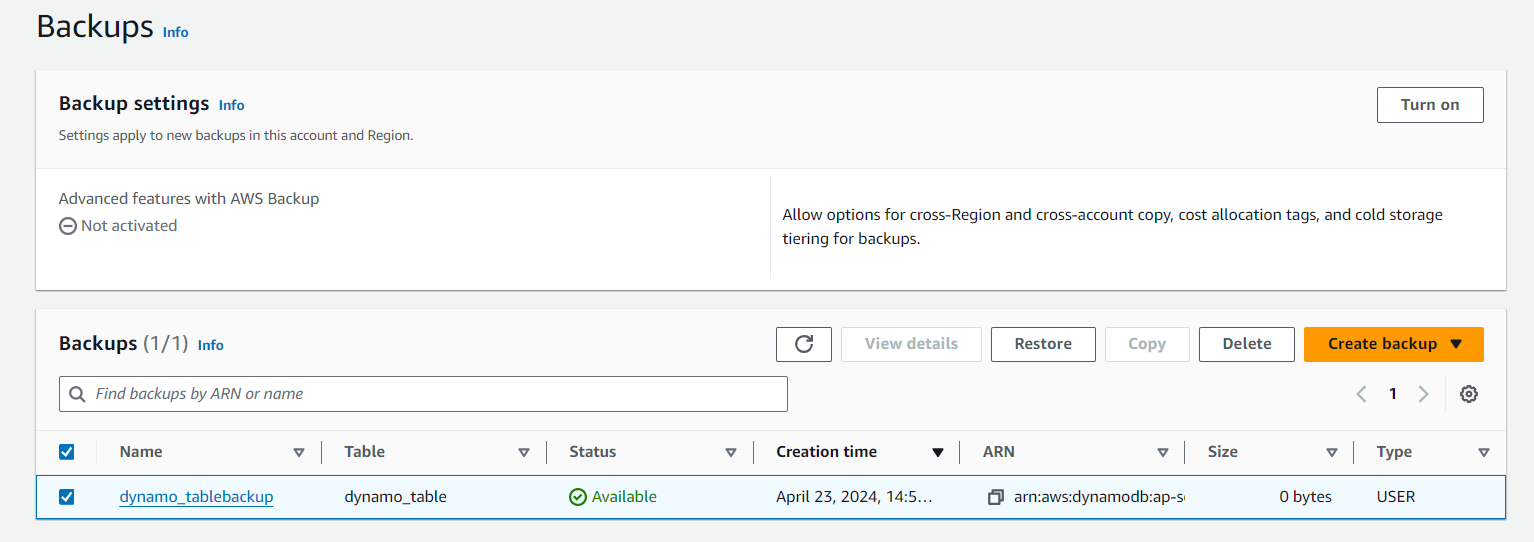 Backups Info
Backup settings Info
Turn on
Settings apply to new backups in this account and Region.
Advanced features with AWS Backup
Not activated
Allow options for cross-Region and cross-account copy, cost allocation tags, and cold storage
tiering for backups.
Backups (1/1) Info
View details
Restore
Copy
Delete
Create backup
Find backups by ARN or name
1
Name Table Status Creation time ARN Size Type
dynamo_tablebackup dynamo_table Available April 23, 2024, 14:5... arn:aws:dynamodb:ap-s 0 bytes USER